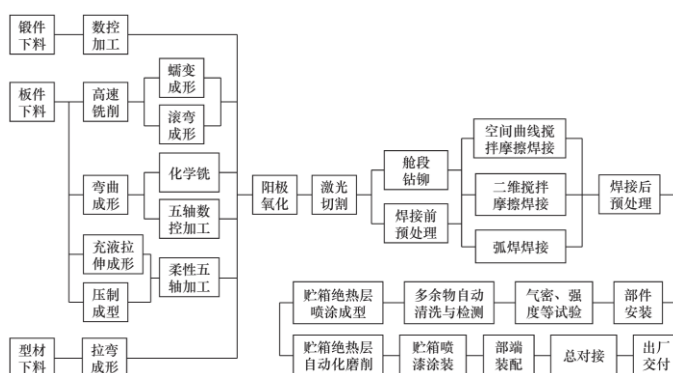 锻件
下料
数控
加工
板件
下料
高速
铣削
蠕变
成形
滚弯
成形
弯曲
成形
化学铣
五轴数
控加工
充液拉
伸成形
压制
成型
柔性五
轴加工
型材
下料
拉弯
成形
阳极
氧化
激光
切割
舱段
钻铆
焊接前
预处理
空间曲线搅
拌摩擦焊接
二维搅拌
摩擦焊接
弧焊焊接
焊接后
预处理
贮箱绝热层
喷涂成型
多余物自动
清洗与检测
气密、强
度等试验
部件
安装
贮箱绝热层
自动化磨削
贮箱喷
漆涂装
部端
装配
总对接
出厂
交付